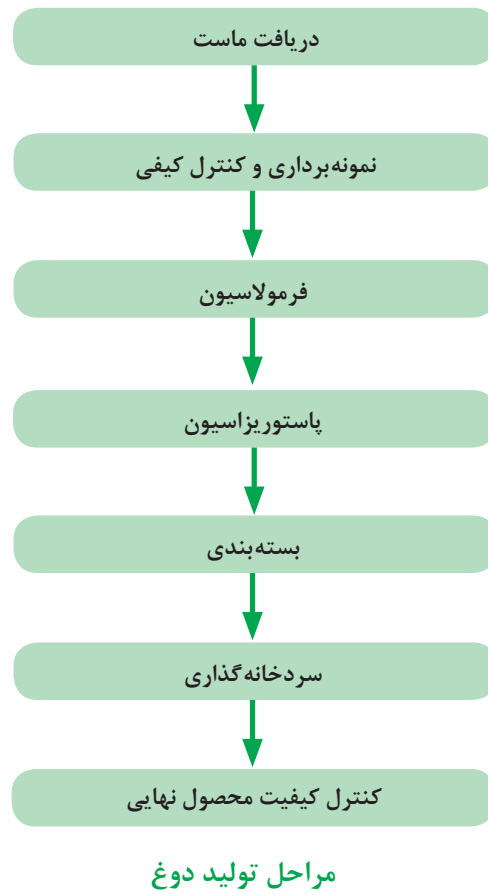 دریافت ماست
نمونه‌برداری و کنترل کیفی
فرمولاسیون
پاستوریزاسیون
بسته‌بندی
سردخانه‌گذاری
کنترل کیفیت محصول نهایی
مراحل تولید دوغ